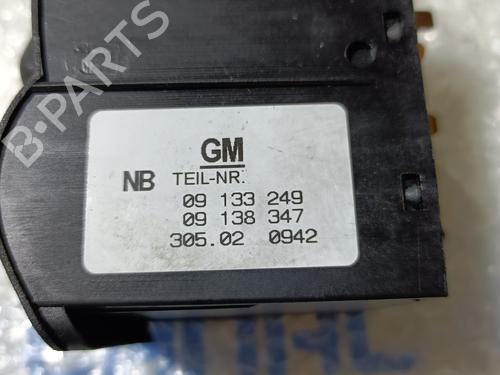 B-PARTS
GM
NB TEIL-NR.
09 133 249
09 138 347
305.02 0942